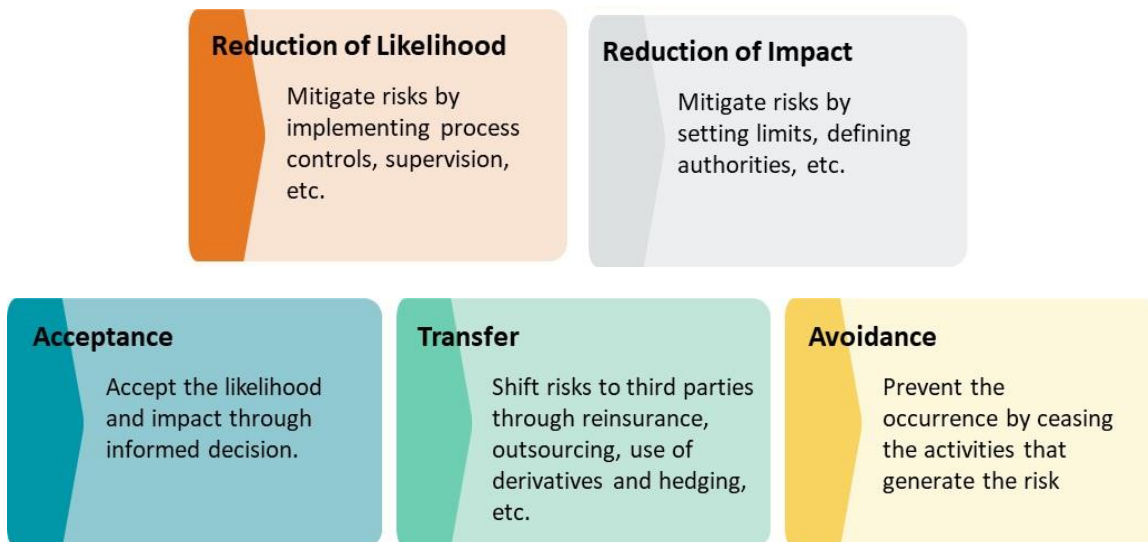 Reduction of Likelihood
Mitigate risks by
implementing process
controls, supervision,
etc.
Reduction of Impact
Mitigate risks by
setting limits, defining
authorities, etc.
Acceptance
Accept the likelihood
and impact through
informed decision.
Transfer
Shift risks to third parties
through reinsurance,
outsourcing, use of
derivatives and hedging,
etc.
Avoidance
Prevent the
occurrence by ceasing
the activities that
generate the risk